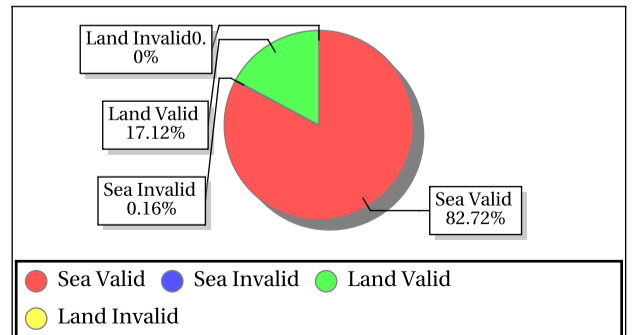 Land Invalid0.
0%
Land Valid
17.12%
Sea Invalid
0.16%
Sea Valid
82.72%
Sea Valid Sea Invalid Land Valid
Land Invalid